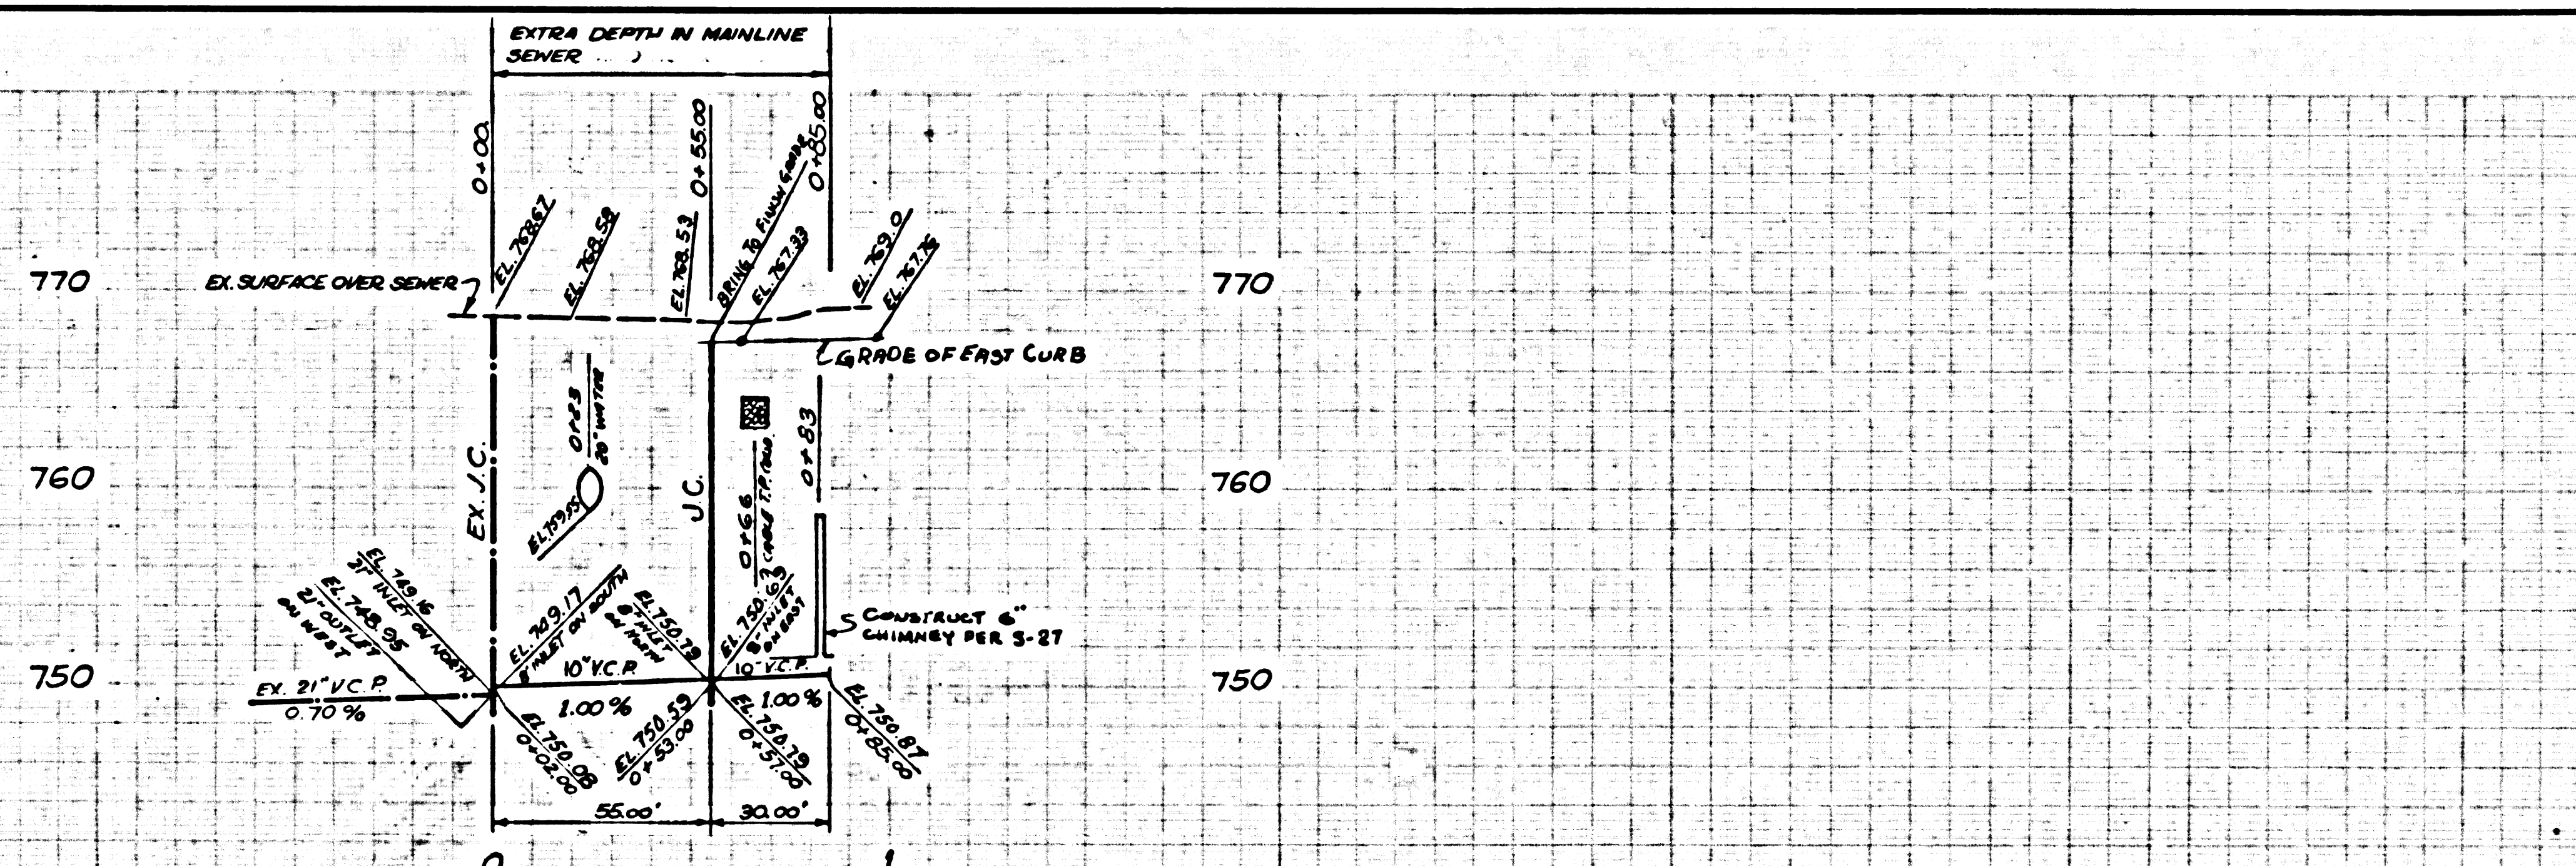 EXTRA DEPTH IN MAINLINE
SEWER
0+00
0+55.00
0+85.00
EL. 768.67
EL. 768.58
EL. 768.53
BRING TO FINISH GRADE
EL. 767.33
EL. 769.0
EL. 767.76
770
EX. SURFACE OVER SEWER
770
GRADE OF EAST CURB
0+23
20" WATER
EL. 759.55
EX. J.C.
J.C.
0+66
CABLE T.P.
0+83
760
760
EL. 749.16
21" INLET ON NORTH
EL. 748.95
21" OUTLET
ON WEST
EL. 749.17
8" INLET ON SOUTH
EL. 750.79
8" INLET
ON NORTH
EL. 750.63
8" INLET
ON EAST
CONSTRUCT 6"
CHIMNEY PER S-27
750
750
EX. 21" V.C.P.
0.70 %
10" V.C.P.
1.00 %
10" V.C.P.
1.00 %
EL. 750.08
0+02.00
EL. 750.59
0+53.00
EL. 750.79
0+57.00
EL. 750.87
0+85.00
55.00'
30.00'
0
1